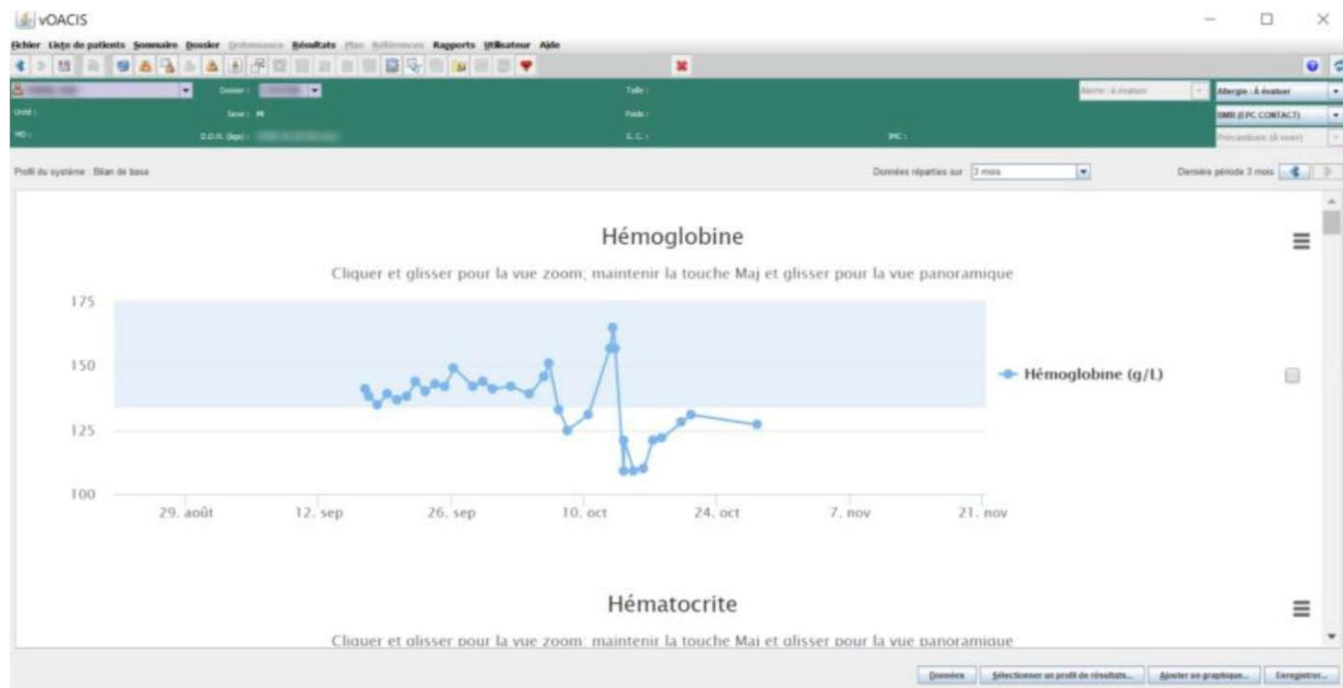 vOACIS
Fichier Liste de patients Sommaire Dossier Ordonnance Résultats Plan Références Rapports Utilisateur Aide
Dossier : Taille : Alerte : à évaluer Allergie : À évaluer
Unité : Sexe : M Poids : BMR (EPC CONTACT)
MD : D.D.N. (âge) : S.C. : IMC : Précautions (À venir)
Profil du système : Bilan de base Données réparties sur : 3 mois Dernière période 3 mois
Hémoglobine
Cliquer et glisser pour la vue zoom; maintenir la touche Maj et glisser pour la vue panoramique
175
150
Hémoglobine (g/L)
125
100
29. août 12. sep 26. sep 10. oct 24. oct 7. nov 21. nov
Hématocrite
Cliquer et glisser pour la vue zoom; maintenir la touche Maj et glisser pour la vue panoramique
Données Sélectionner un profil de résultats... Ajouter un graphique... Enregistrer...